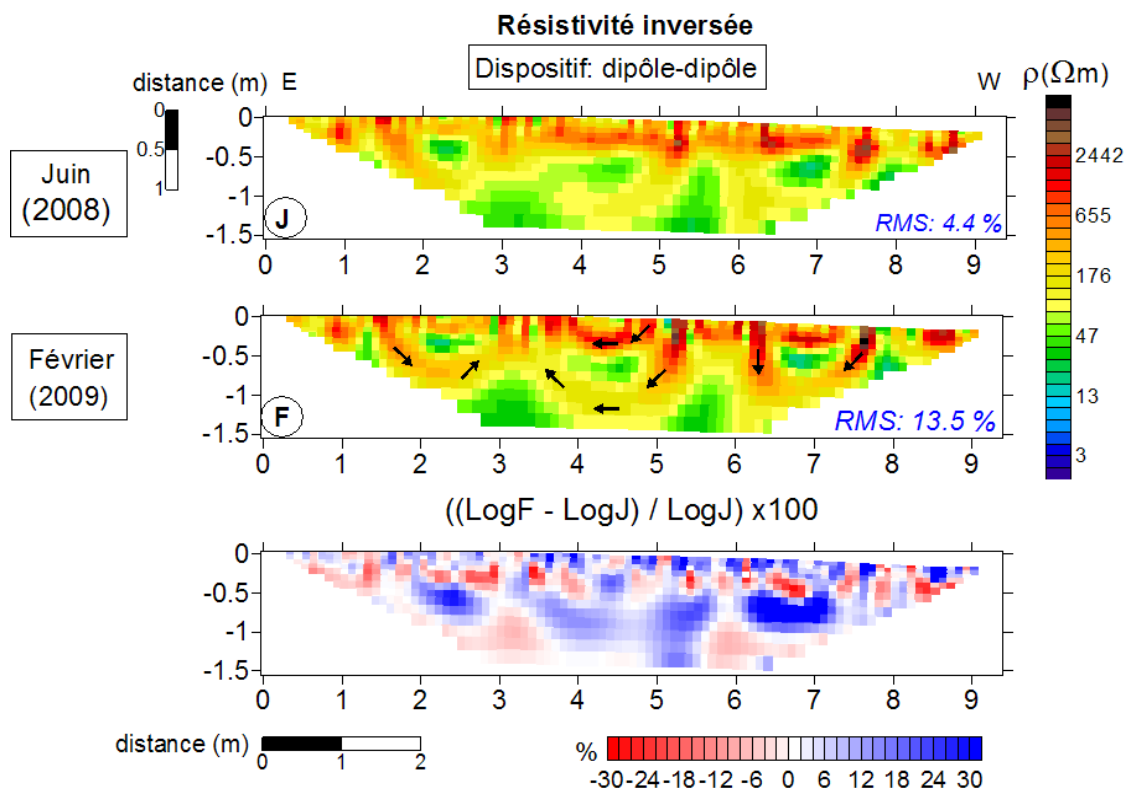 Résistivité inversée
Dispositif: dipôle-dipôle
distance (m) E
W
ρ(Ωm)
0
0.5
1
Juin
(2008)
0
-0.5
-1
-1.5
J
RMS: 4.4 %
0 1 2 3 4 5 6 7 8 9
2442
655
176
47
13
3
Février
(2009)
0
-0.5
-1
-1.5
F
RMS: 13.5 %
0 1 2 3 4 5 6 7 8 9
((LogF - LogJ) / LogJ) x100
0
-0.5
-1
-1.5
0 1 2 3 4 5 6 7 8 9
distance (m)
0 1 2
%
-30 -24 -18 -12 -6 0 6 12 18 24 30